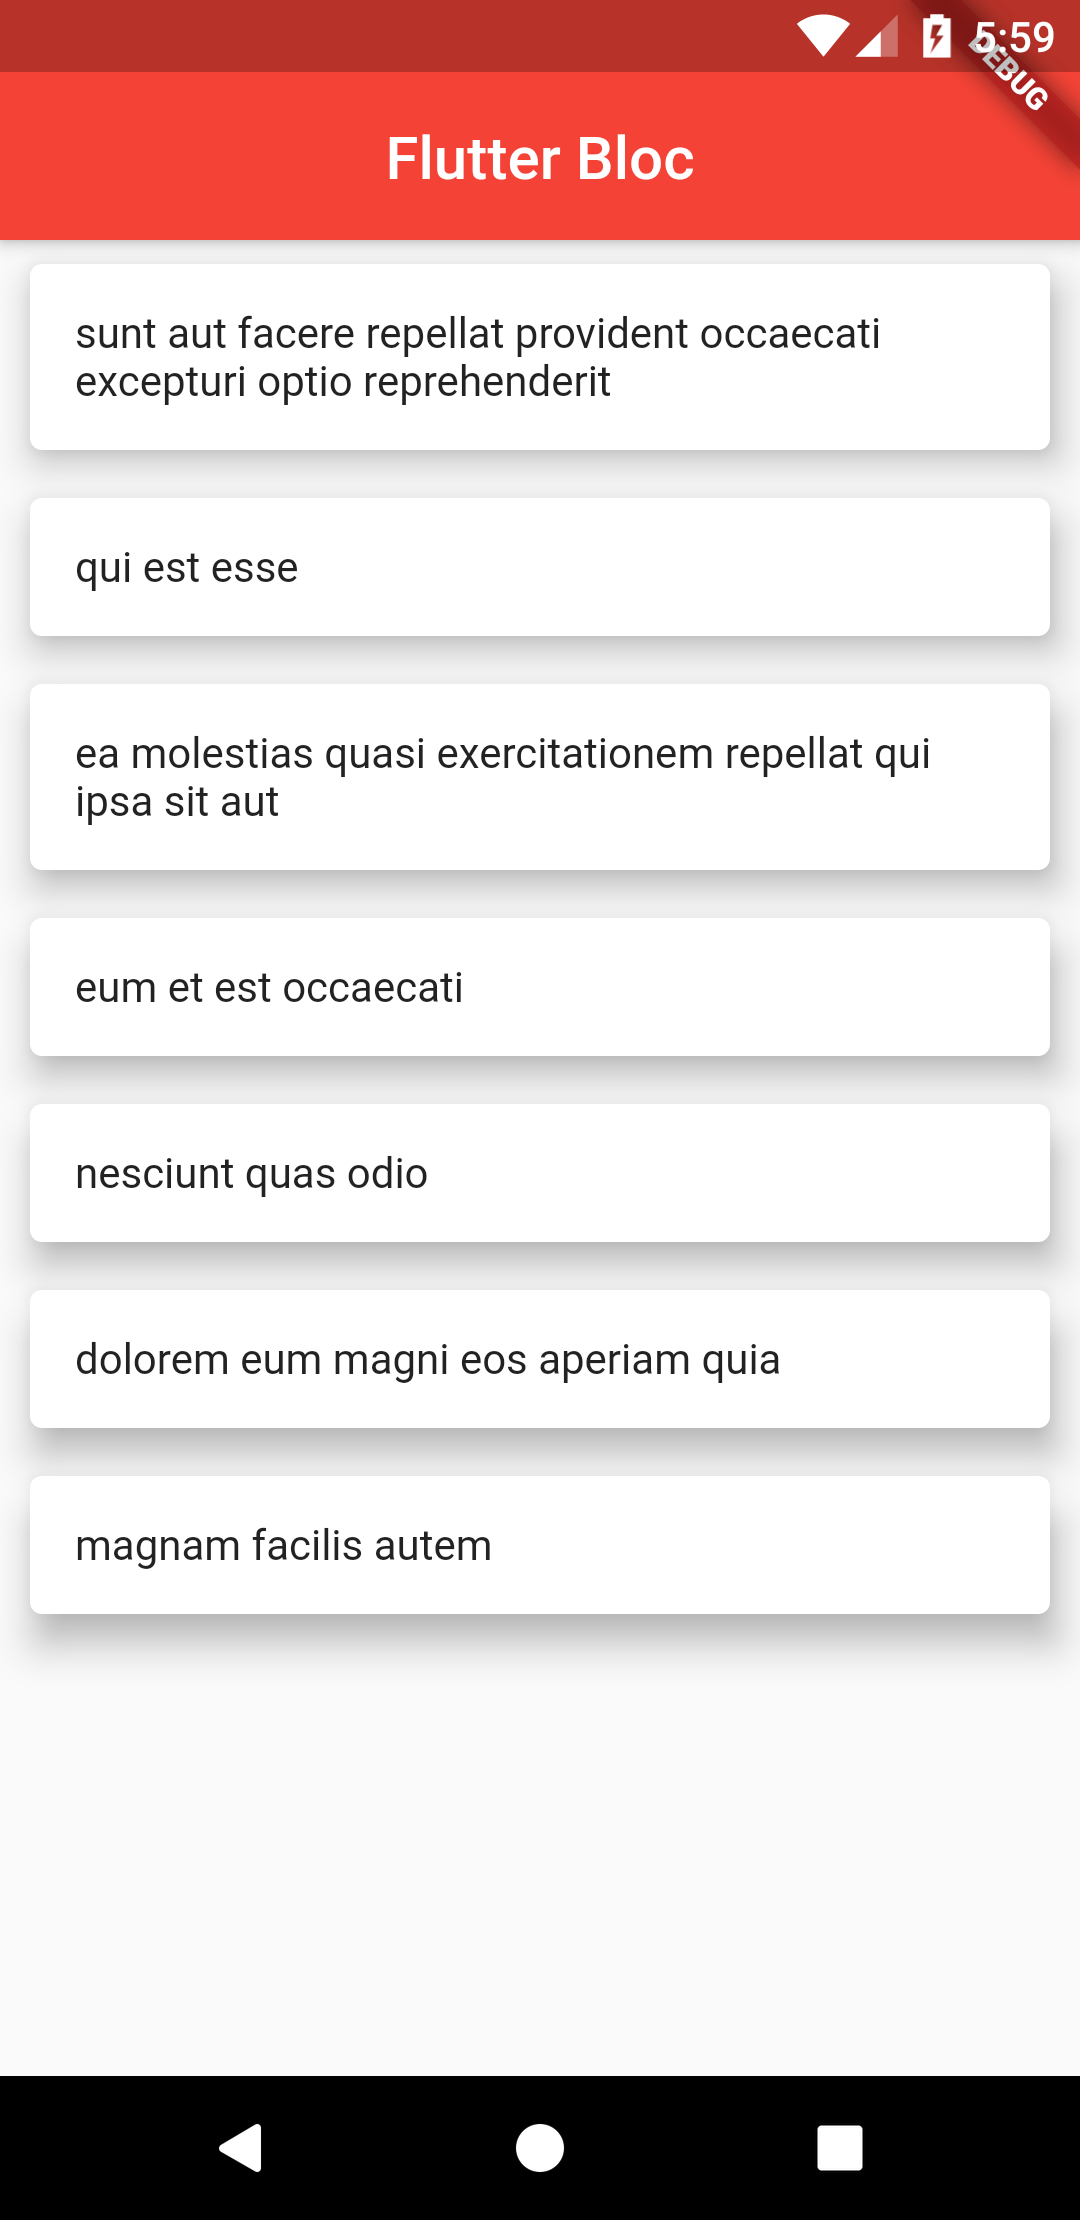 5:59
DEBUG
Flutter Bloc
sunt aut facere repellat provident occaecati
excepturi optio reprehenderit
qui est esse
ea molestias quasi exercitationem repellat qui
ipsa sit aut
eum et est occaecati
nesciunt quas odio
dolorem eum magni eos aperiam quia
magnam facilis autem